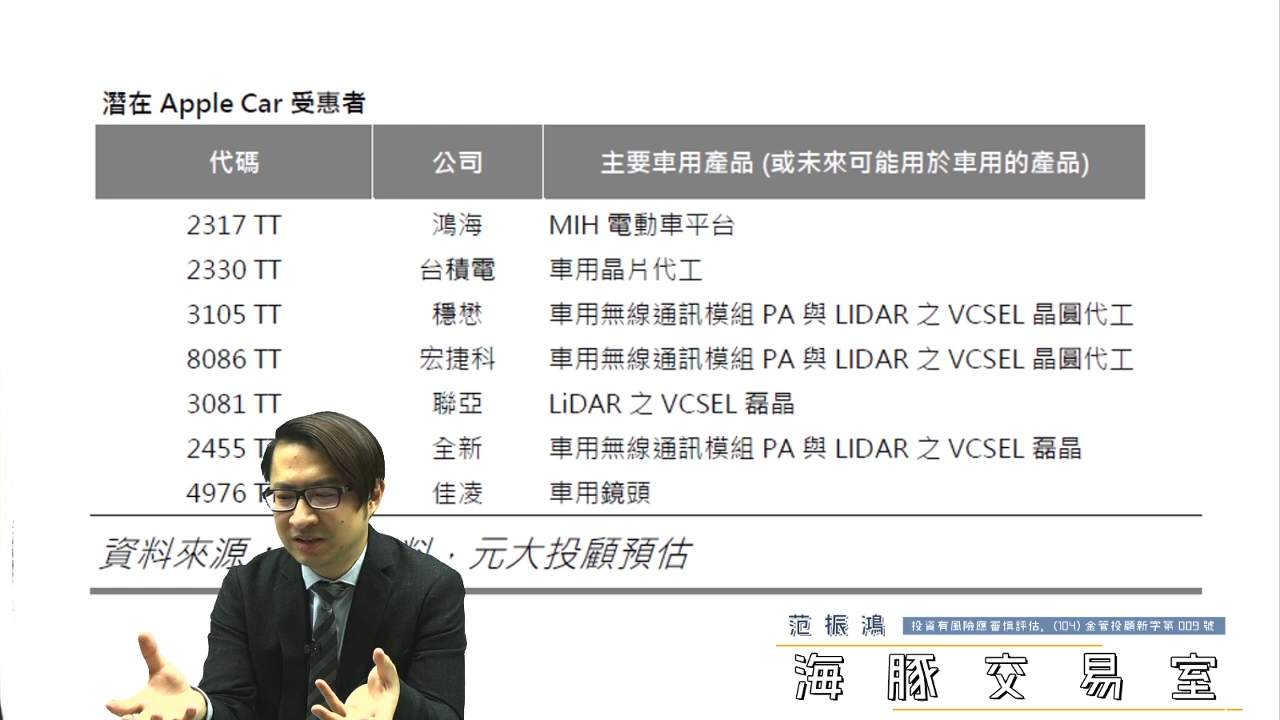 潛在 Apple Car 受惠者
代碼 公司 主要車用產品 (或未來可能用於車用的產品)
2317 TT 鴻海 MIH 電動車平台
2330 TT 台積電 車用晶片代工
3105 TT 穩懋 車用無線通訊模組 PA 與 LIDAR 之 VCSEL 晶圓代工
8086 TT 宏捷科 車用無線通訊模組 PA 與 LIDAR 之 VCSEL 晶圓代工
3081 TT 聯亞 LiDAR 之 VCSEL 磊晶
2455 T 全新 車用無線通訊模組 PA 與 LIDAR 之 VCSEL 磊晶
4976 T 佳凌 車用鏡頭
資料來源: 料,元大投顧預估
范振鴻 投資有風險應審慎評估, (104) 金管投顧新字第 009 號
海豚交易室